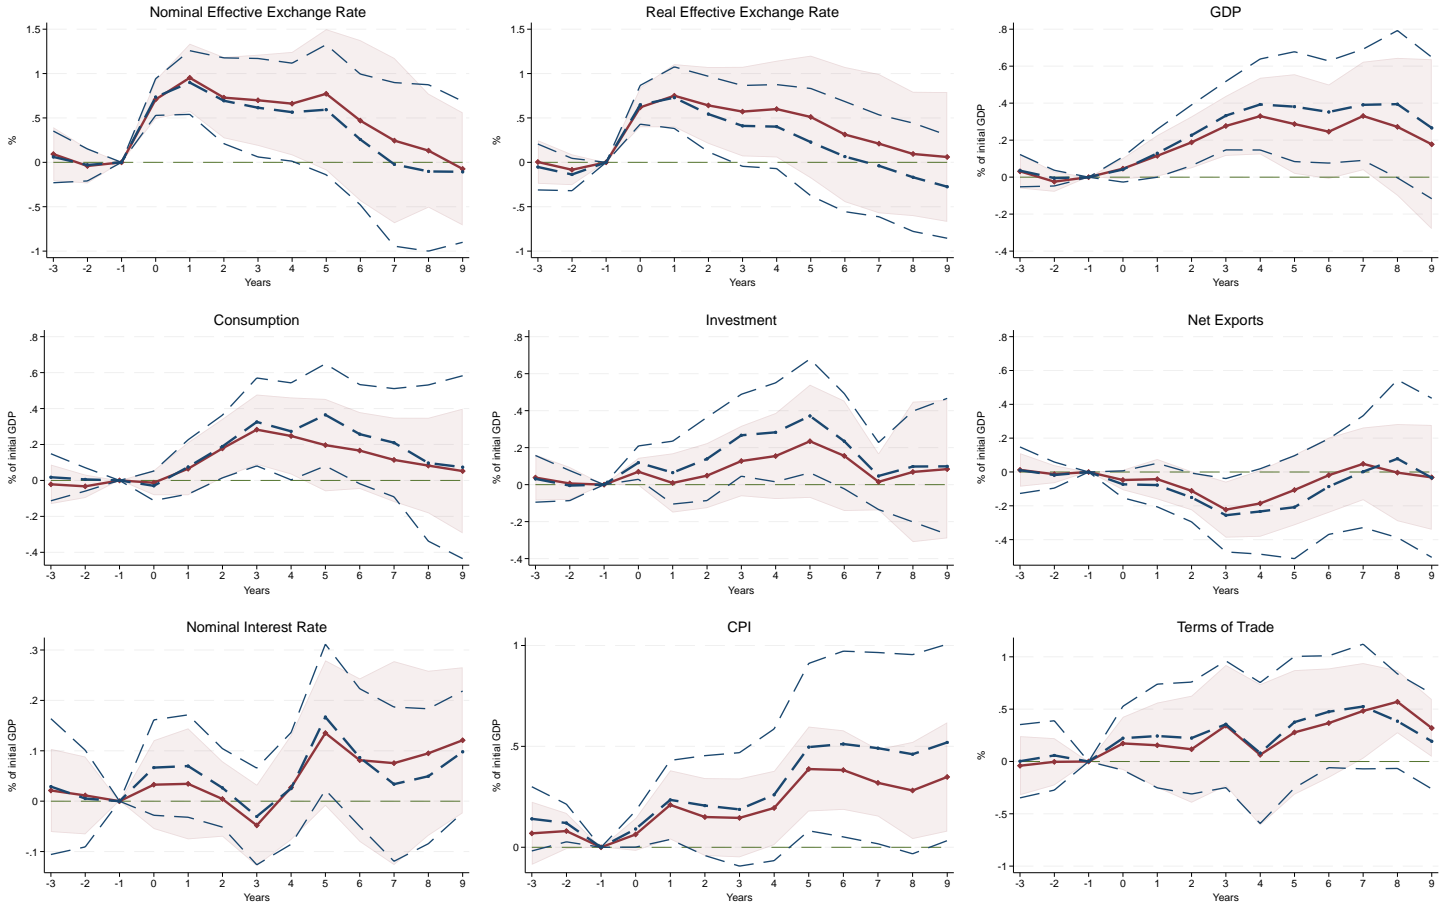 Nominal Effective Exchange Rate
1.5
1
.5
0
-.5
-1
%
-3 -2 -1 0 1 2 3 4 5 6 7 8 9
Years
Real Effective Exchange Rate
1.5
1
.5
0
-.5
-1
%
-3 -2 -1 0 1 2 3 4 5 6 7 8 9
Years
GDP
.8
.6
.4
.2
0
-.2
-.4
% of initial GDP
-3 -2 -1 0 1 2 3 4 5 6 7 8 9
Years
Consumption
.8
.6
.4
.2
0
-.2
-.4
% of initial GDP
-3 -2 -1 0 1 2 3 4 5 6 7 8 9
Years
Investment
.8
.6
.4
.2
0
-.2
-.4
% of initial GDP
-3 -2 -1 0 1 2 3 4 5 6 7 8 9
Years
Net Exports
.8
.6
.4
.2
0
-.2
-.4
% of initial GDP
-3 -2 -1 0 1 2 3 4 5 6 7 8 9
Years
Nominal Interest Rate
.3
.2
.1
0
-.1
% of initial GDP
-3 -2 -1 0 1 2 3 4 5 6 7 8 9
Years
CPI
1
.5
0
% of initial GDP
-3 -2 -1 0 1 2 3 4 5 6 7 8 9
Years
Terms of Trade
1
.5
0
-.5
-1
%
-3 -2 -1 0 1 2 3 4 5 6 7 8 9
Years